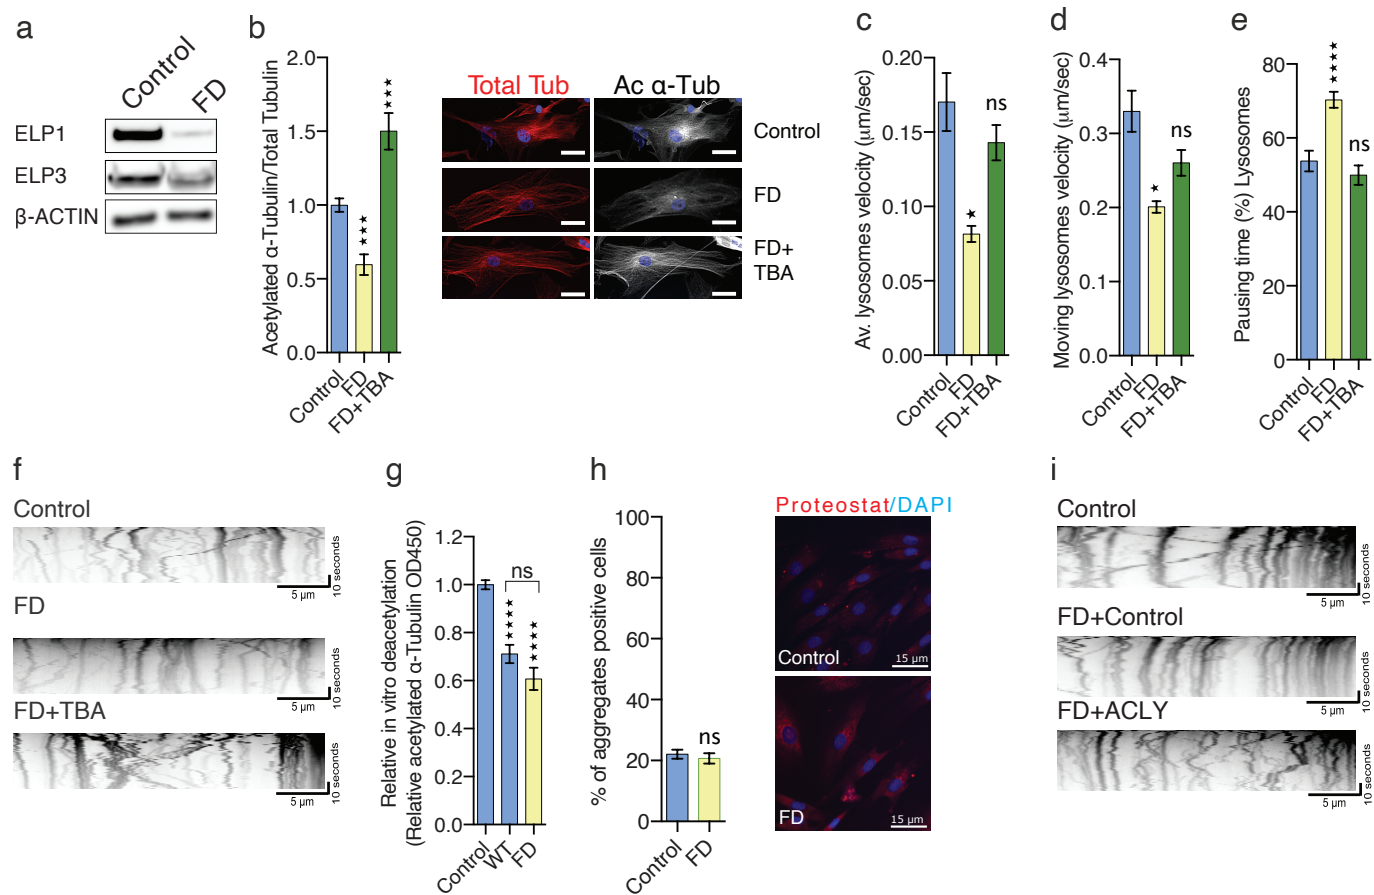 a
Control
FD
ELP1
ELP3
β-ACTIN
b
Acetylated α-Tubulin/Total Tubulin
2.0
1.5
1.0
0.5
0.0
★★★
★★★
Control
FD
FD+TBA
Total Tub
Ac α-Tub
Control
FD
FD+
TBA
c
Av. lysosomes velocity (μm/sec)
0.20
0.15
0.10
0.05
0.00
★
ns
Control
FD
FD+TBA
d
Moving lysosomes velocity (μm/sec)
0.4
0.3
0.2
0.1
0.0
★
ns
Control
FD
FD+TBA
e
Pausing time (%) Lysosomes
80
60
40
20
0
★★★★
ns
Control
FD
FD+TBA
f
Control
5 μm
10 seconds
FD
5 μm
10 seconds
FD+TBA
5 μm
10 seconds
g
Relative in vitro deacetylation
(Relative acetylated α-Tubulin OD450)
1.2
1.0
0.8
0.6
0.4
0.2
0.0
ns
★★★★
★★★★
Control
WT
FD
h
% of aggregates positive cells
100
80
60
40
20
0
ns
Control
FD
Proteostat/DAPI
Control
15 μm
FD
15 μm
i
Control
5 μm
10 seconds
FD+Control
5 μm
10 seconds
FD+ACLY
5 μm
10 seconds